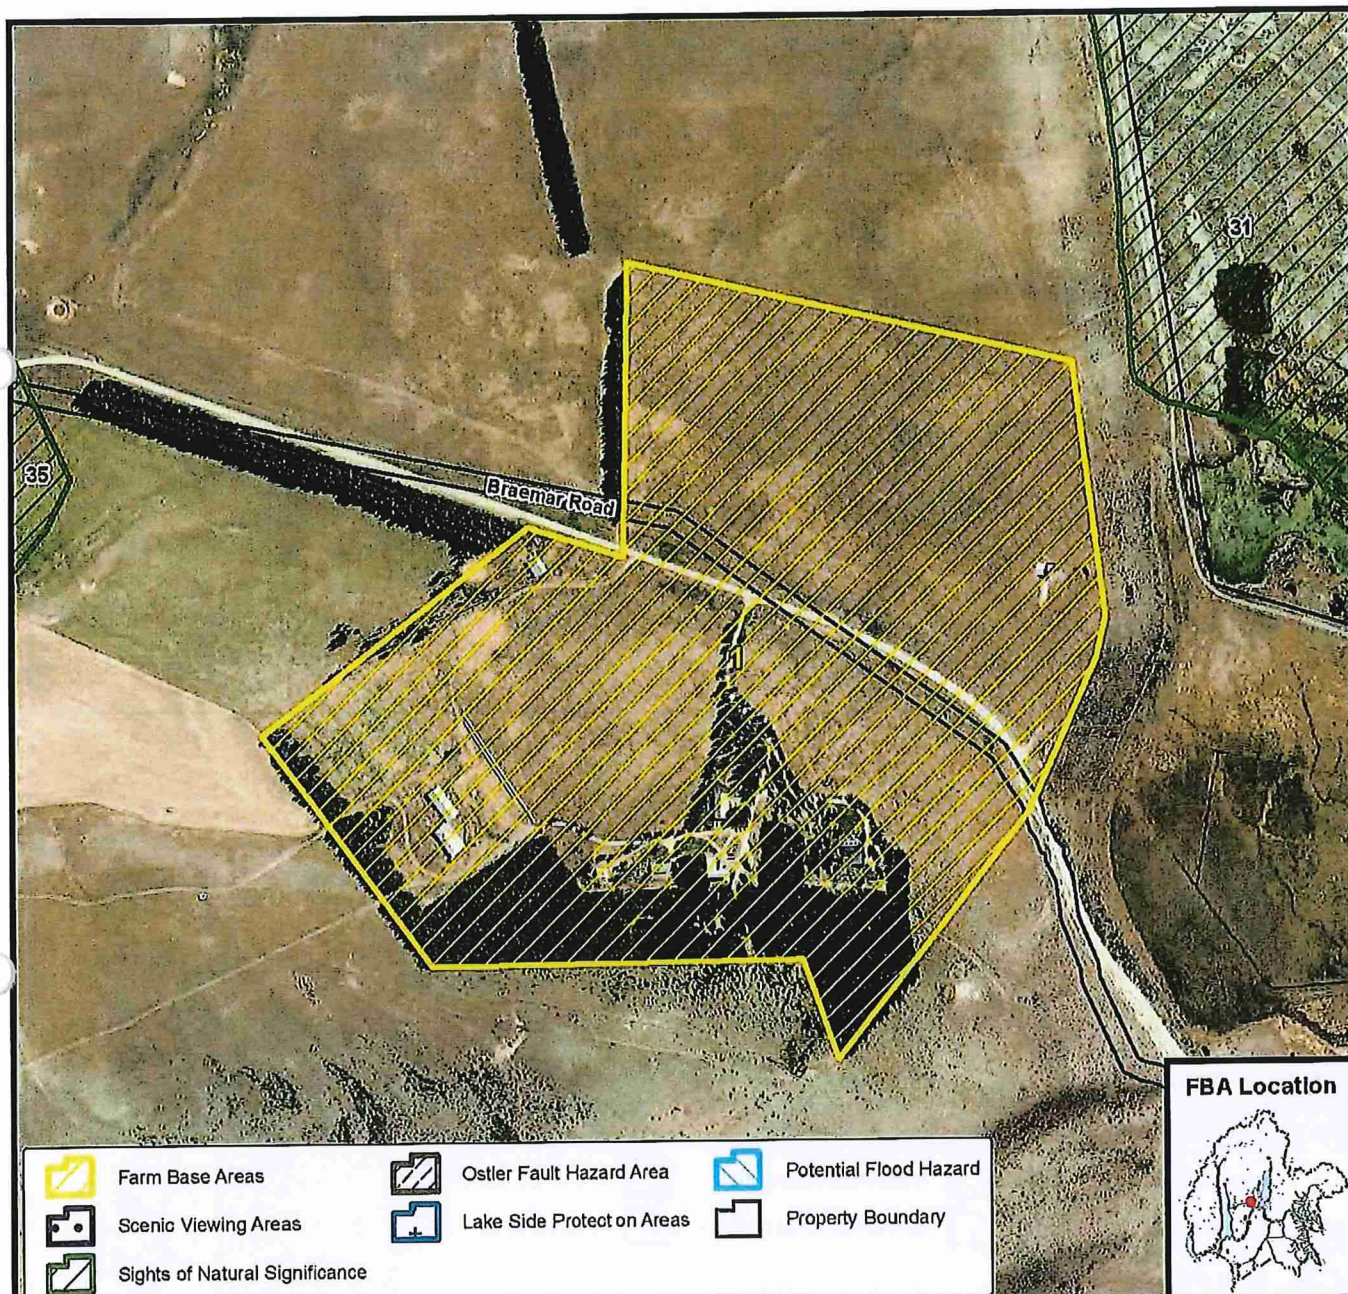 31
35
Braemar Road
1
FBA Location
Farm Base Areas
Ostler Fault Hazard Area
Potential Flood Hazard
Scenic Viewing Areas
Lake Side Protect on Areas
Property Boundary
Sights of Natural Significance